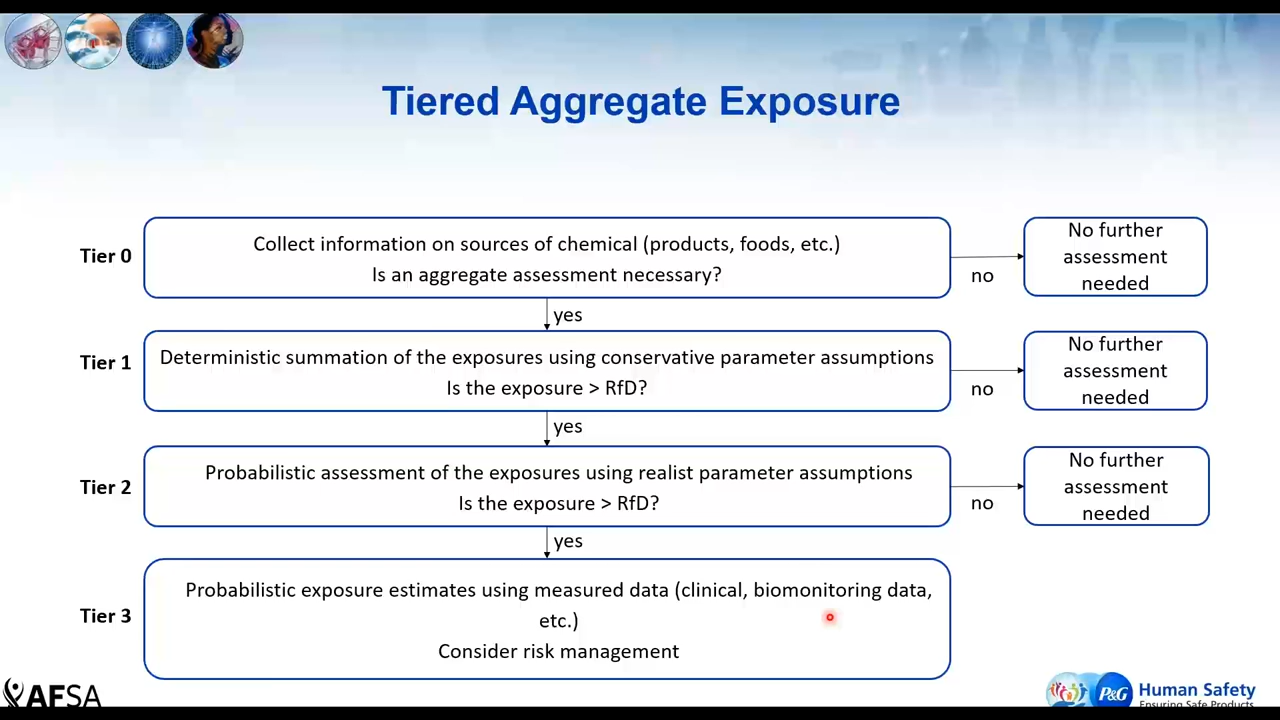 Tiered Aggregate Exposure
Tier 0
Collect information on sources of chemical (products, foods, etc.)
Is an aggregate assessment necessary?
no
No further
assessment
needed
yes
Tier 1
Deterministic summation of the exposures using conservative parameter assumptions
Is the exposure > RfD?
no
No further
assessment
needed
yes
Tier 2
Probabilistic assessment of the exposures using realist parameter assumptions
Is the exposure > RfD?
no
No further
assessment
needed
yes
Tier 3
Probabilistic exposure estimates using measured data (clinical, biomonitoring data,
etc.)
Consider risk management
AFSA
P&G
Human Safety
Ensuring Safe Products